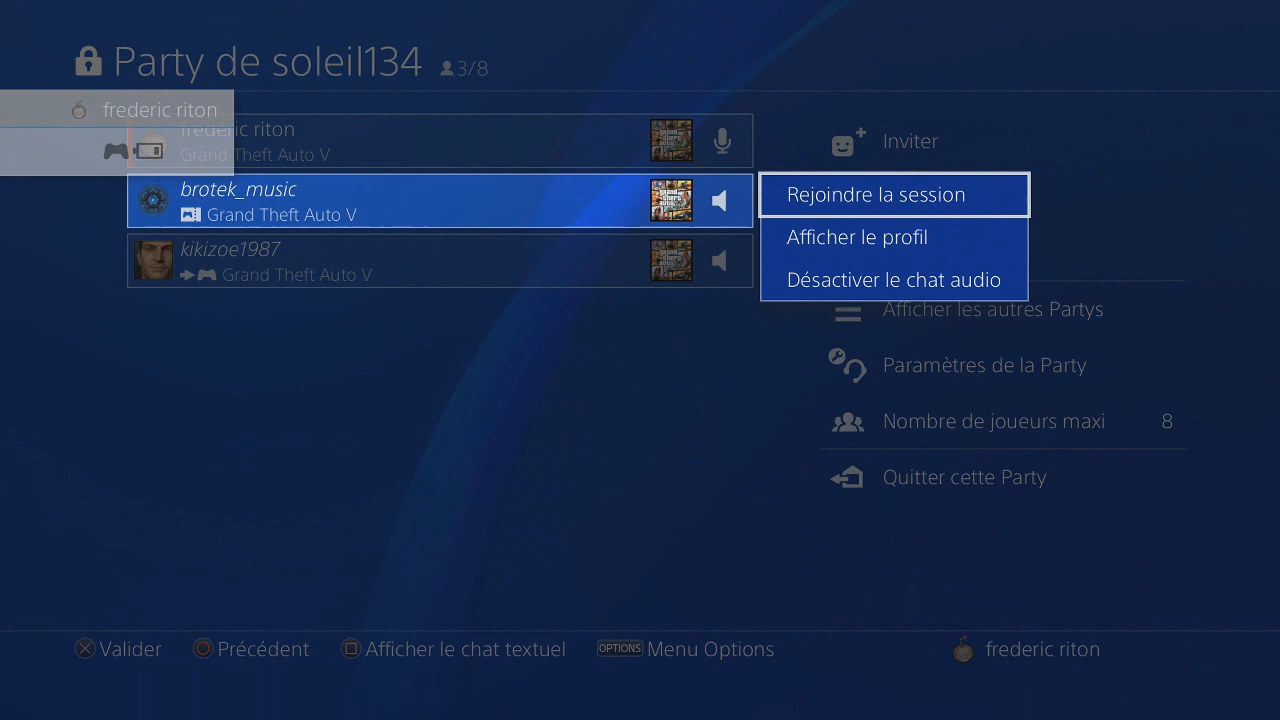 Party de soleil134 3/8
frederic riton
frederic riton
Grand Theft Auto V
Inviter
brotek_music
Grand Theft Auto V
Rejoindre la session
Afficher le profil
Désactiver le chat audio
kikizoe1987
Grand Theft Auto V
Afficher les autres Partys
Paramètres de la Party
Nombre de joueurs maxi 8
Quitter cette Party
Valider
Précédent
Afficher le chat textuel
OPTIONS Menu Options
frederic riton